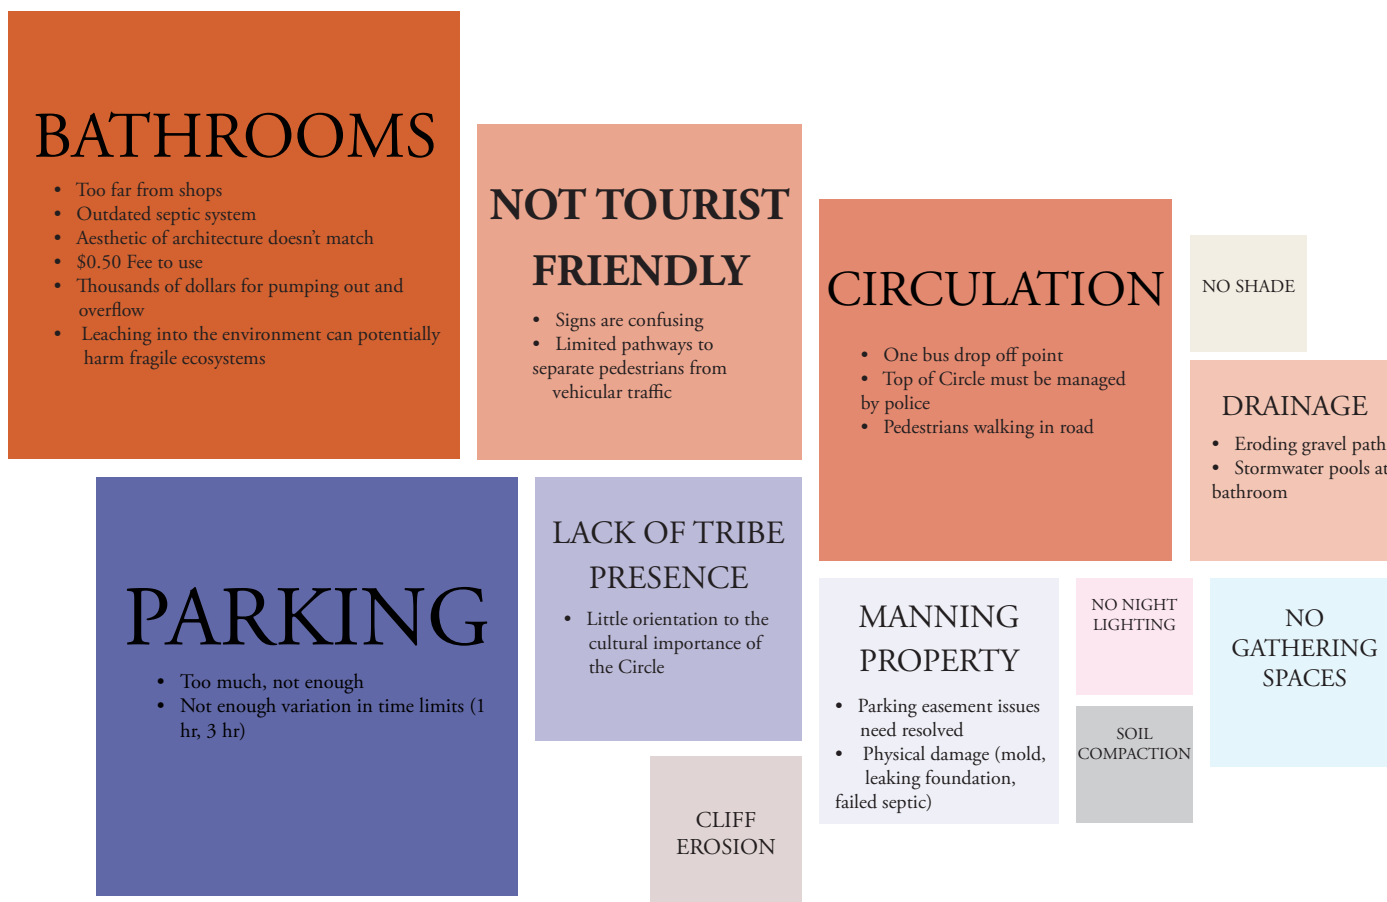 BATHROOMS
• Too far from shops
• Outdated septic system
• Aesthetic of architecture doesn't match
• $0.50 Fee to use
• Thousands of dollars for pumping out and
overflow
• Leaching into the environment can potentially
harm fragile ecosystems
NOT TOURIST
FRIENDLY
• Signs are confusing
• Limited pathways to
separate pedestrians from
vehicular traffic
CIRCULATION
• One bus drop off point
• Top of Circle must be managed
by police
• Pedestrians walking in road
NO SHADE
DRAINAGE
• Eroding gravel path
• Stormwater pools at
bathroom
PARKING
• Too much, not enough
• Not enough variation in time limits (1
hr, 3 hr)
LACK OF TRIBE
PRESENCE
• Little orientation to the
cultural importance of
the Circle
CLIFF
EROSION
MANNING
PROPERTY
• Parking easement issues
need resolved
• Physical damage (mold,
leaking foundation,
failed septic)
NO NIGHT
LIGHTING
SOIL
COMPACTION
NO
GATHERING
SPACES